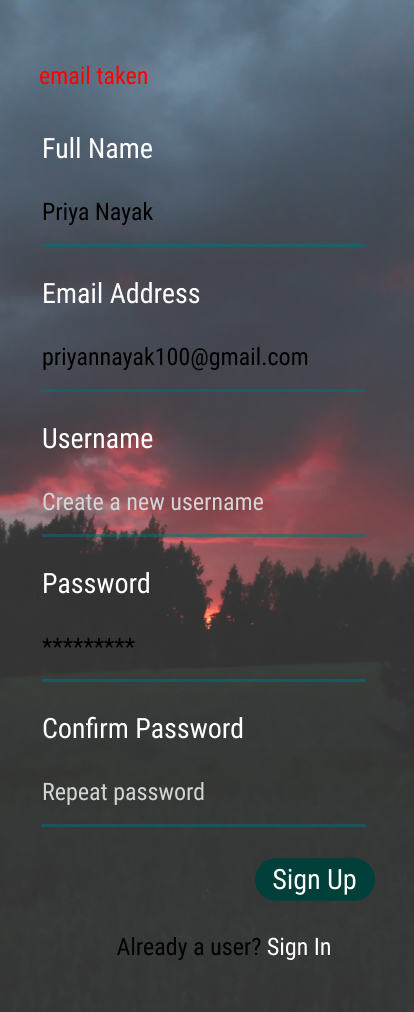 email taken
Full Name
Priya Nayak
Email Address
priyannayak100@gmail.com
Username
Create a new username
Password
*********
Confirm Password
Repeat password
Sign Up
Already a user? Sign In